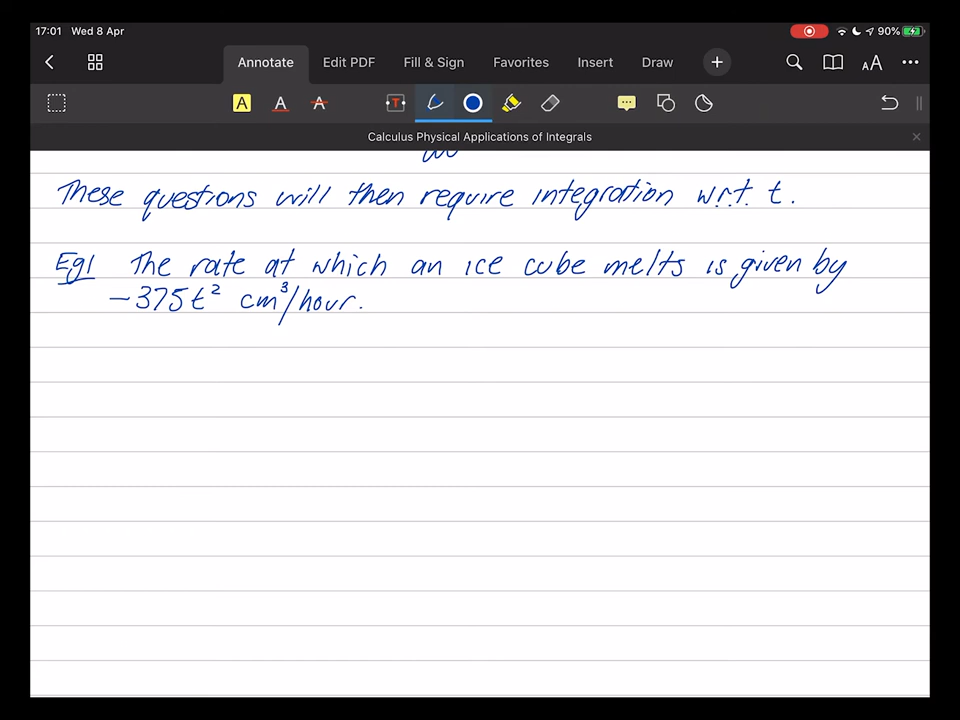 17:01 Wed 8 Apr
90%
Annotate Edit PDF Fill & Sign Favorites Insert Draw
Calculus Physical Applications of Integrals
These questions will then require integration w.r.t. t.
Eg1 The rate at which an ice cube melts is given by
-375t² cm³/hour.